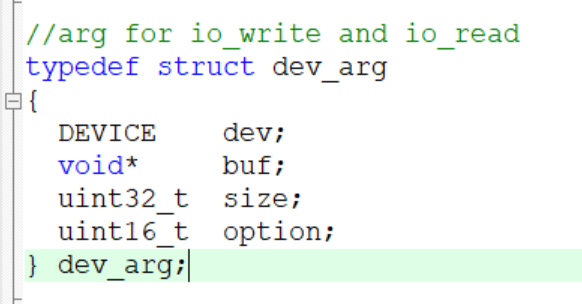 //arg for io_write and io_read
typedef struct dev_arg
{
  DEVICE    dev;
  void*     buf;
  uint32_t  size;
  uint16_t  option;
} dev_arg;